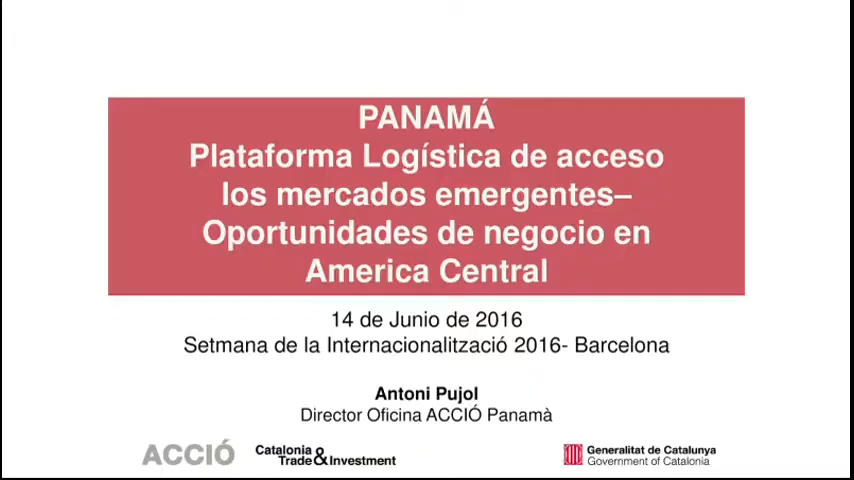 PANAMÁ
Plataforma Logística de acceso
los mercados emergentes–
Oportunidades de negocio en
America Central
14 de Junio de 2016
Setmana de la Internacionalització 2016- Barcelona
Antoni Pujol
Director Oficina ACCIÓ Panamà
ACCIÓ
Catalonia
Trade&Investment
Generalitat de Catalunya
Government of Catalonia